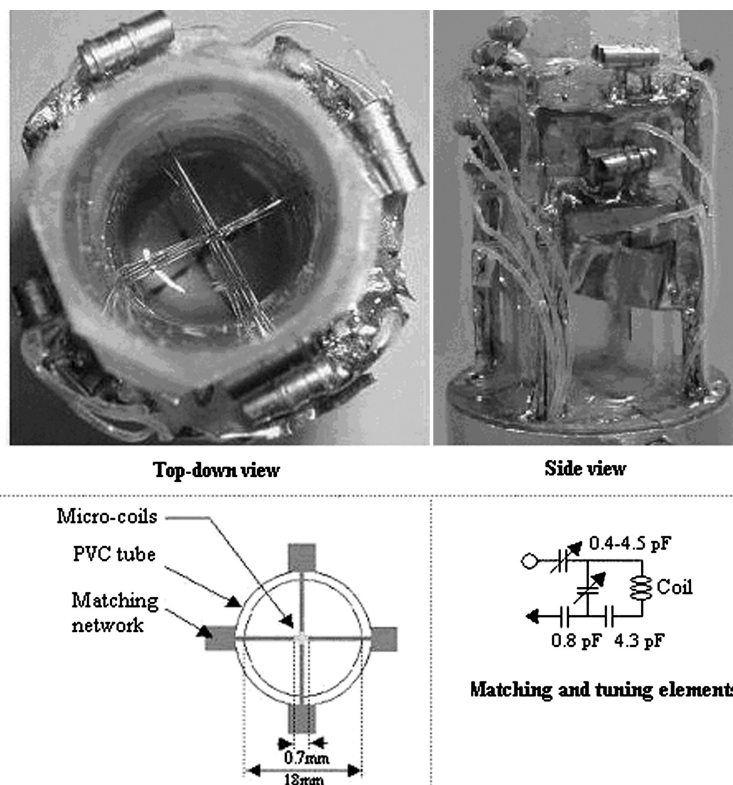 Top-down view
Side view
Micro-coils
PVC tube
Matching
network
0.7mm
18mm
0.4-4.5 pF
Coil
0.8 pF 4.3 pF
Matching and tuning elements